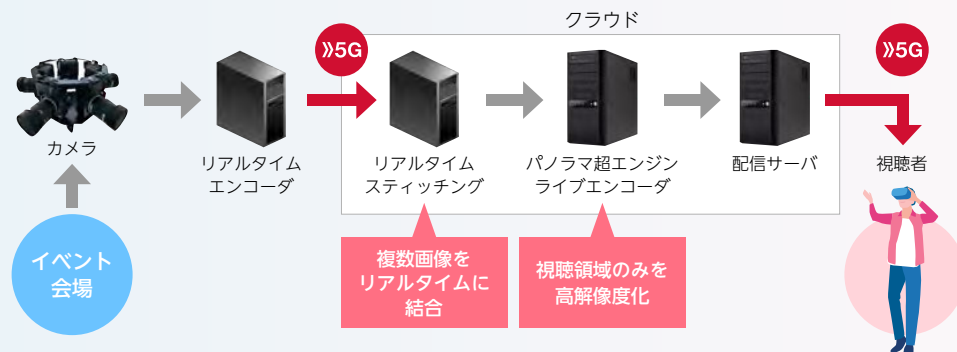 クラウド
》5G
》5G
カメラ
リアルタイム
エンコーダ
リアルタイム
スティッチング
パノラマ超エンジン
ライブエンコーダ
配信サーバ
視聴者
イベント
会場
複数画像を
リアルタイムに
結合
視聴領域のみを
高解像度化